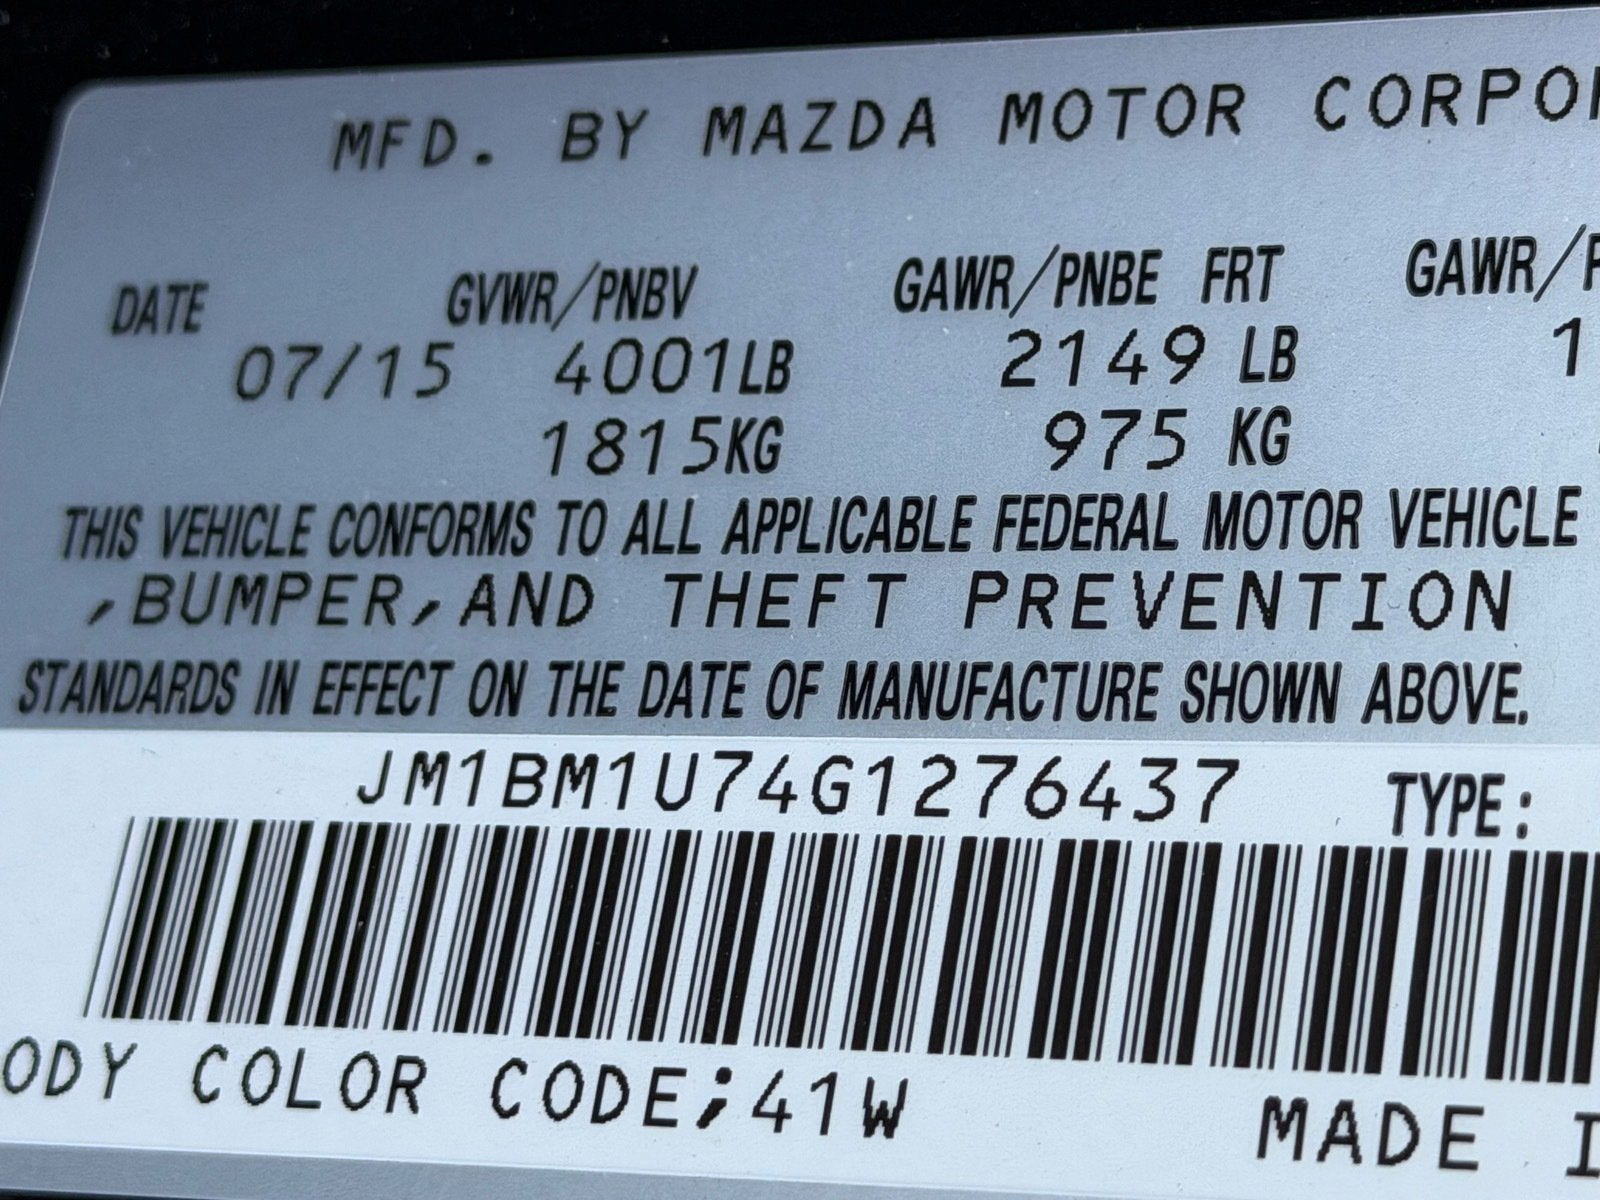 MFD. BY MAZDA MOTOR CORPO
DATE GVWR/PNBV GAWR/PNBE FRT GAWR/P
07/15 4001LB 2149 LB 1
1815KG 975 KG
THIS VEHICLE CONFORMS TO ALL APPLICABLE FEDERAL MOTOR VEHICLE
,BUMPER,AND THEFT PREVENTION
STANDARDS IN EFFECT ON THE DATE OF MANUFACTURE SHOWN ABOVE.
JM1BM1U74G1276437 TYPE:
ODY COLOR CODE;41W
MADE I